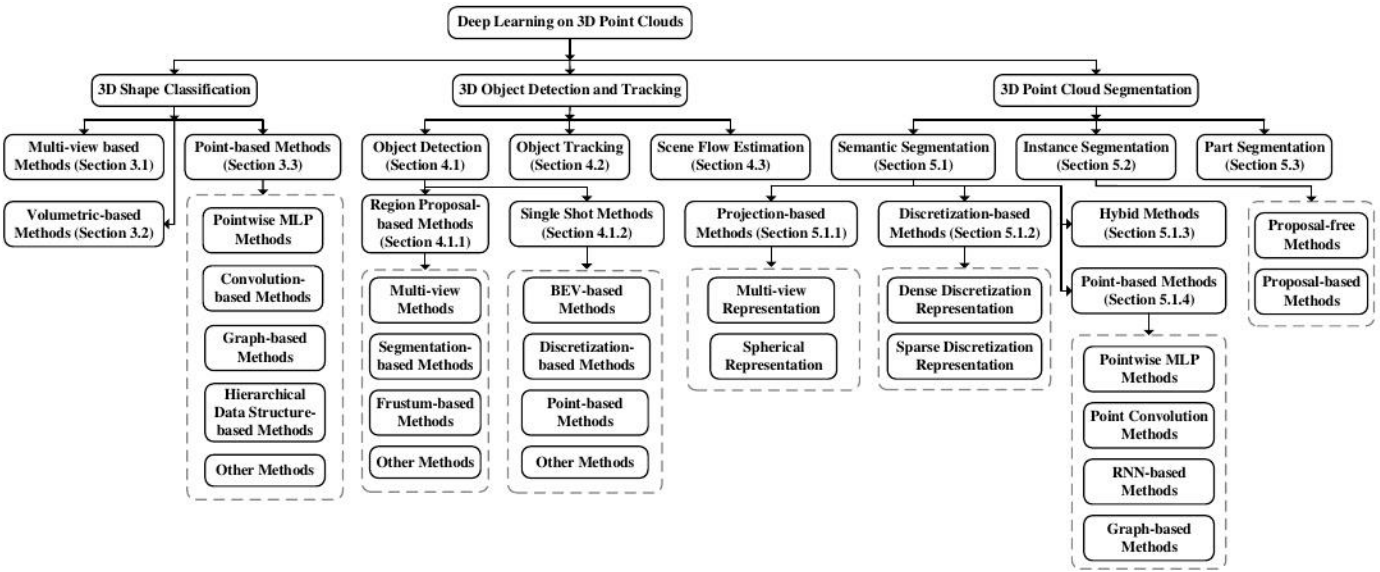 Deep Learning on 3D Point Clouds
3D Shape Classification
3D Object Detection and Tracking
3D Point Cloud Segmentation
Multi-view based
Methods (Section 3.1)
Point-based Methods
(Section 3.3)
Object Detection
(Section 4.1)
Object Tracking
(Section 4.2)
Scene Flow Estimation
(Section 4.3)
Semantic Segmentation
(Section 5.1)
Instance Segmentation
(Section 5.2)
Part Segmentation
(Section 5.3)
Volumetric-based
Methods (Section 3.2)
Pointwise MLP
Methods
Convolution-
based Methods
Graph-based
Methods
Hierarchical
Data Structure-
based Methods
Other Methods
Region Proposal-
based Methods
(Section 4.1.1)
Multi-view
Methods
Segmentation-
based Methods
Frustum-based
Methods
Other Methods
Single Shot Methods
(Section 4.1.2)
BEV-based
Methods
Discretization-
based Methods
Point-based
Methods
Other Methods
Projection-based
Methods (Section 5.1.1)
Multi-view
Representation
Spherical
Representation
Discretization-based
Methods (Section 5.1.2)
Dense Discretization
Representation
Sparse Discretization
Representation
Hybid Methods
(Section 5.1.3)
Point-based Methods
(Section 5.1.4)
Pointwise MLP
Methods
Point Convolution
Methods
RNN-based
Methods
Graph-based
Methods
Proposal-free
Methods
Proposal-based
Methods